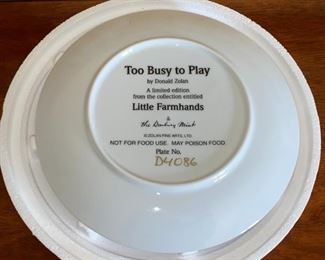 Too Busy to Play
by Donald Zolan
A limited edition
from the collection entitled
Little Farmhands
&
the Danbury Mint
©ZOLAN FINE ARTS, LTD.
NOT FOR FOOD USE. MAY POISON FOOD.
Plate No.
D4086